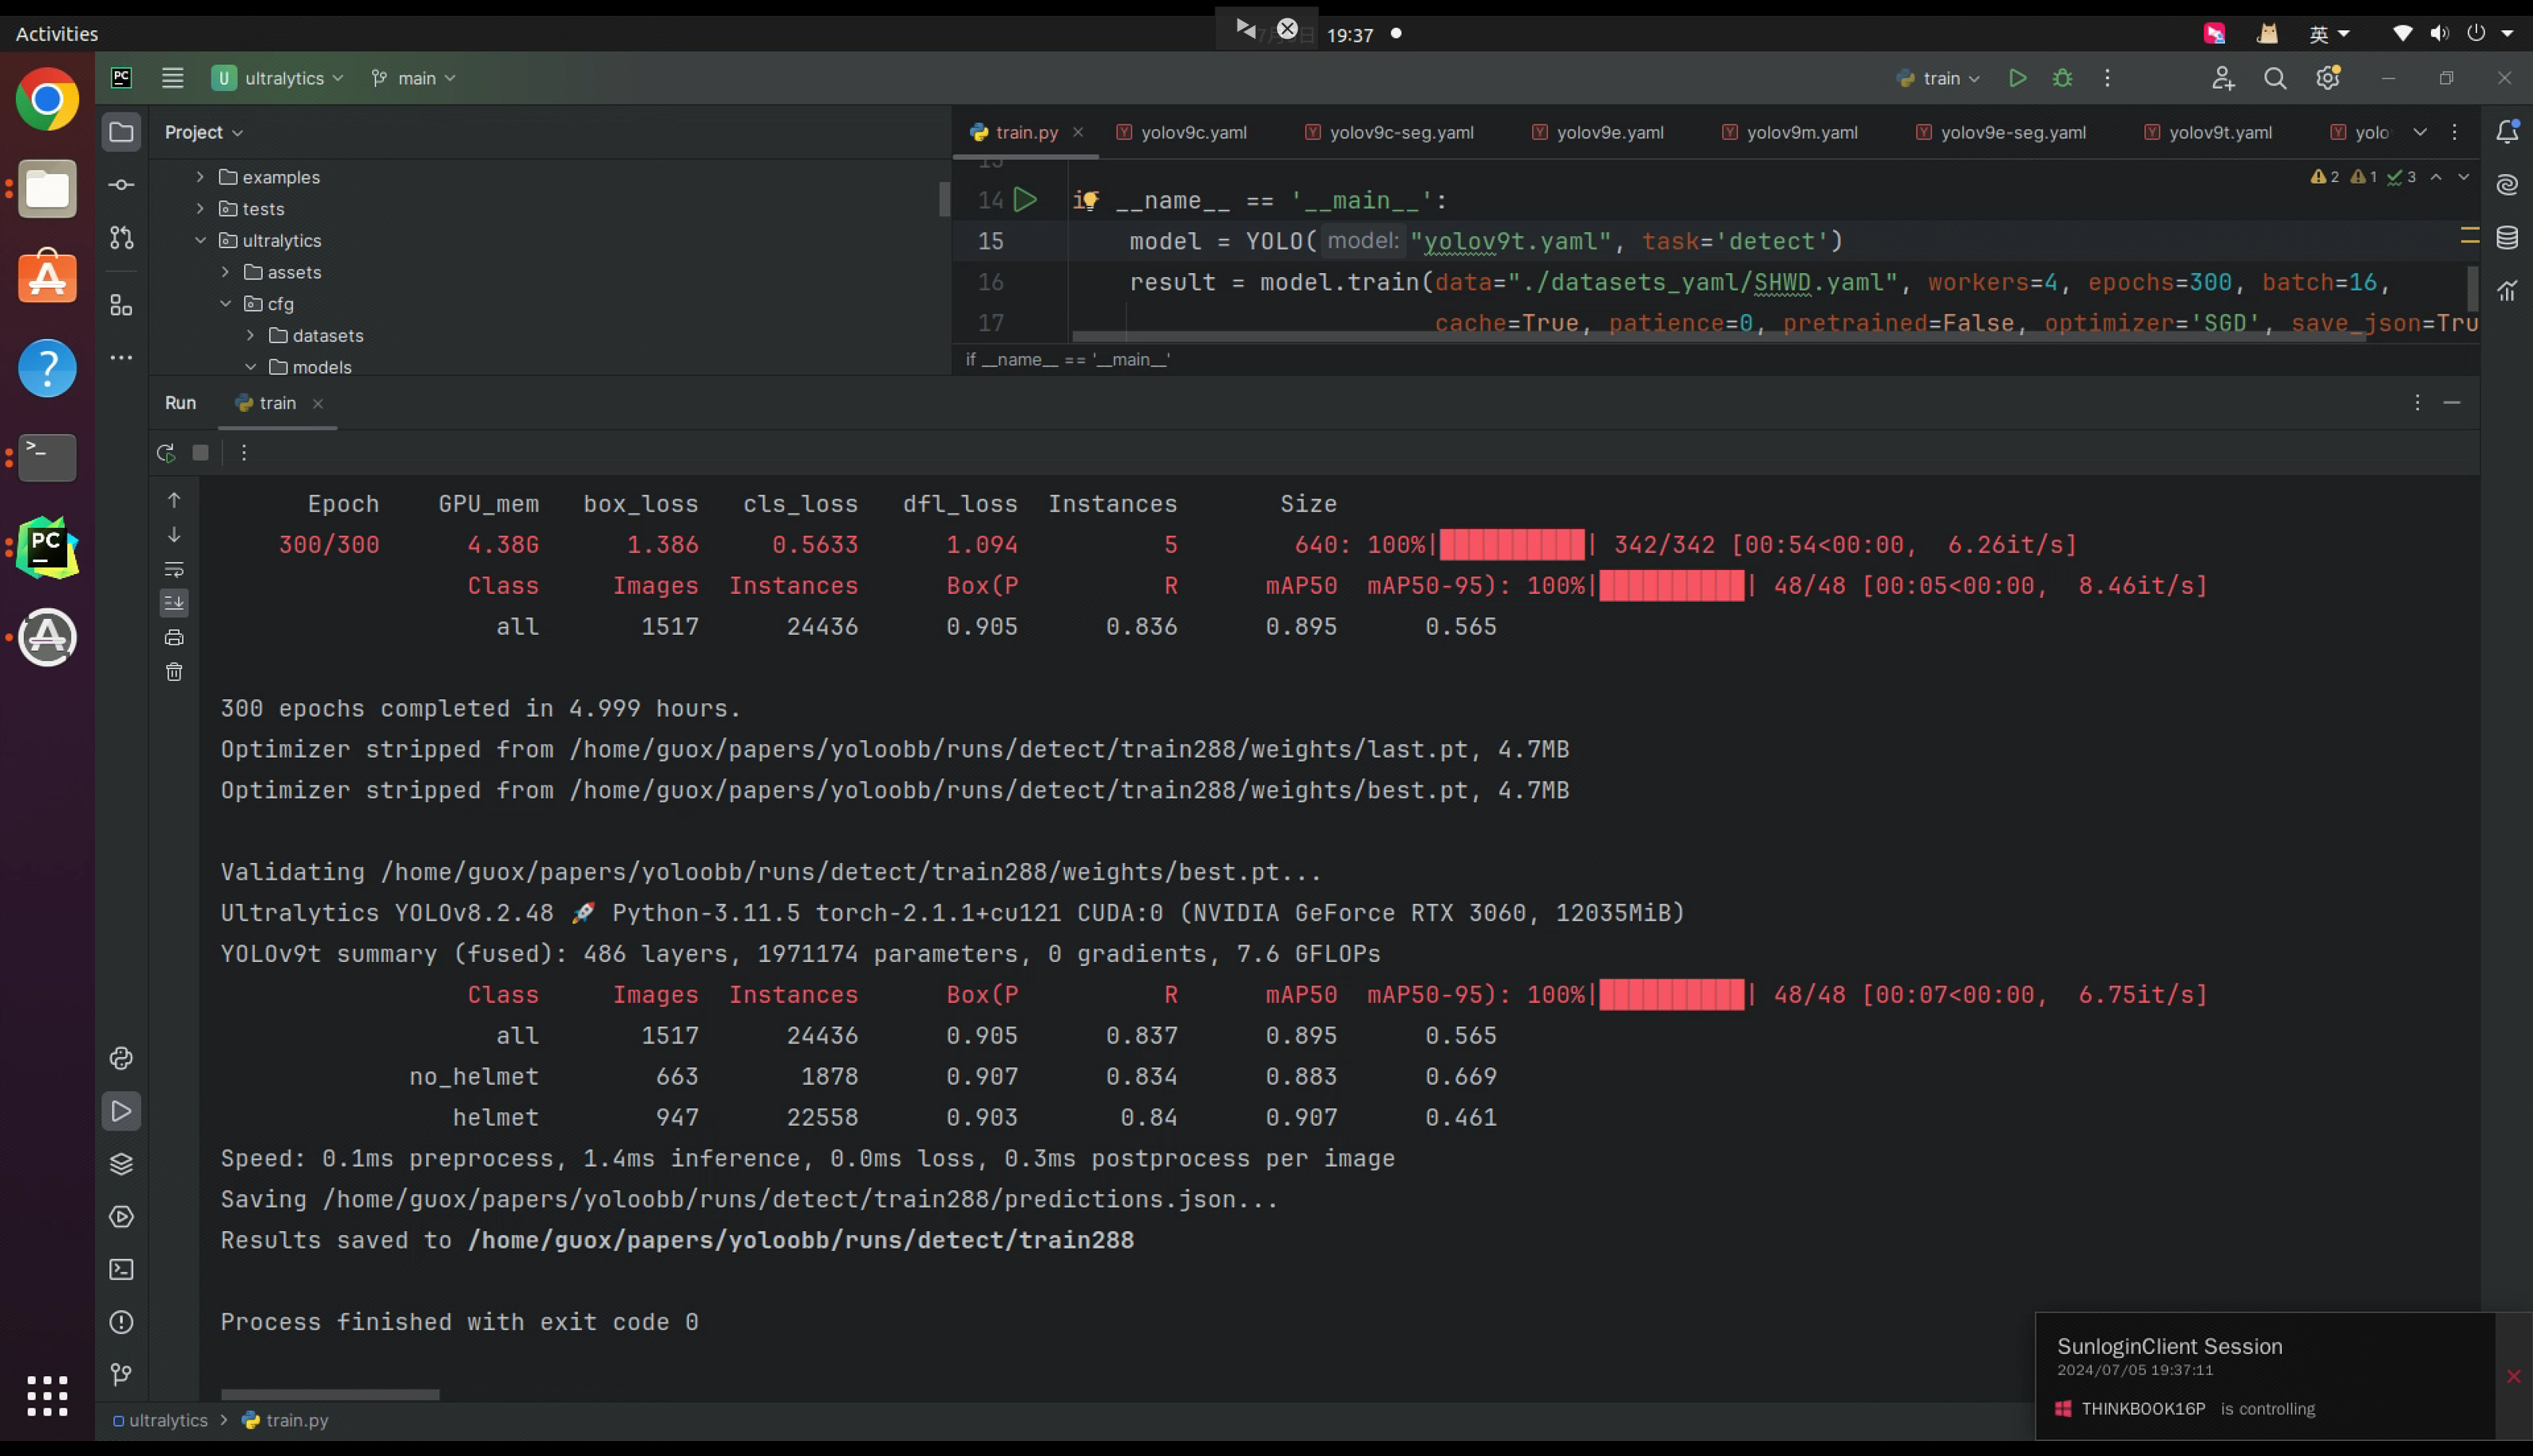 Activities
19:37
英
U ultralytics
main
train
Project
train.py
yolov9c.yaml
yolov9c-seg.yaml
yolov9e.yaml
yolov9m.yaml
yolov9e-seg.yaml
yolov9t.yaml
yolo
examples
tests
ultralytics
assets
cfg
datasets
models
2 1 3
14 if __name__ == '__main__':
15 model = YOLO( model: "yolov9t.yaml", task='detect')
16 result = model.train(data="./datasets_yaml/SHWD.yaml", workers=4, epochs=300, batch=16,
17 cache=True, patience=0, pretrained=False, optimizer='SGD', save_json=Tru
if __name__ == '__main__'
Run
train
Epoch GPU_mem box_loss cls_loss dfl_loss Instances Size
300/300 4.38G 1.386 0.5633 1.094 5 640: 100%|██████████| 342/342 [00:54<00:00, 6.26it/s]
Class Images Instances Box(P R mAP50 mAP50-95): 100%|██████████| 48/48 [00:05<00:00, 8.46it/s]
all 1517 24436 0.905 0.836 0.895 0.565
300 epochs completed in 4.999 hours.
Optimizer stripped from /home/guox/papers/yoloobb/runs/detect/train288/weights/last.pt, 4.7MB
Optimizer stripped from /home/guox/papers/yoloobb/runs/detect/train288/weights/best.pt, 4.7MB
Validating /home/guox/papers/yoloobb/runs/detect/train288/weights/best.pt...
Ultralytics YOLOv8.2.48 🚀 Python-3.11.5 torch-2.1.1+cu121 CUDA:0 (NVIDIA GeForce RTX 3060, 12035MiB)
YOLOv9t summary (fused): 486 layers, 1971174 parameters, 0 gradients, 7.6 GFLOPs
Class Images Instances Box(P R mAP50 mAP50-95): 100%|██████████| 48/48 [00:07<00:00, 6.75it/s]
all 1517 24436 0.905 0.837 0.895 0.565
no_helmet 663 1878 0.907 0.834 0.883 0.669
helmet 947 22558 0.903 0.84 0.907 0.461
Speed: 0.1ms preprocess, 1.4ms inference, 0.0ms loss, 0.3ms postprocess per image
Saving /home/guox/papers/yoloobb/runs/detect/train288/predictions.json...
Results saved to /home/guox/papers/yoloobb/runs/detect/train288
Process finished with exit code 0
SunloginClient Session
2024/07/05 19:37:11
THINKBOOK16P is controlling
ultralytics > train.py